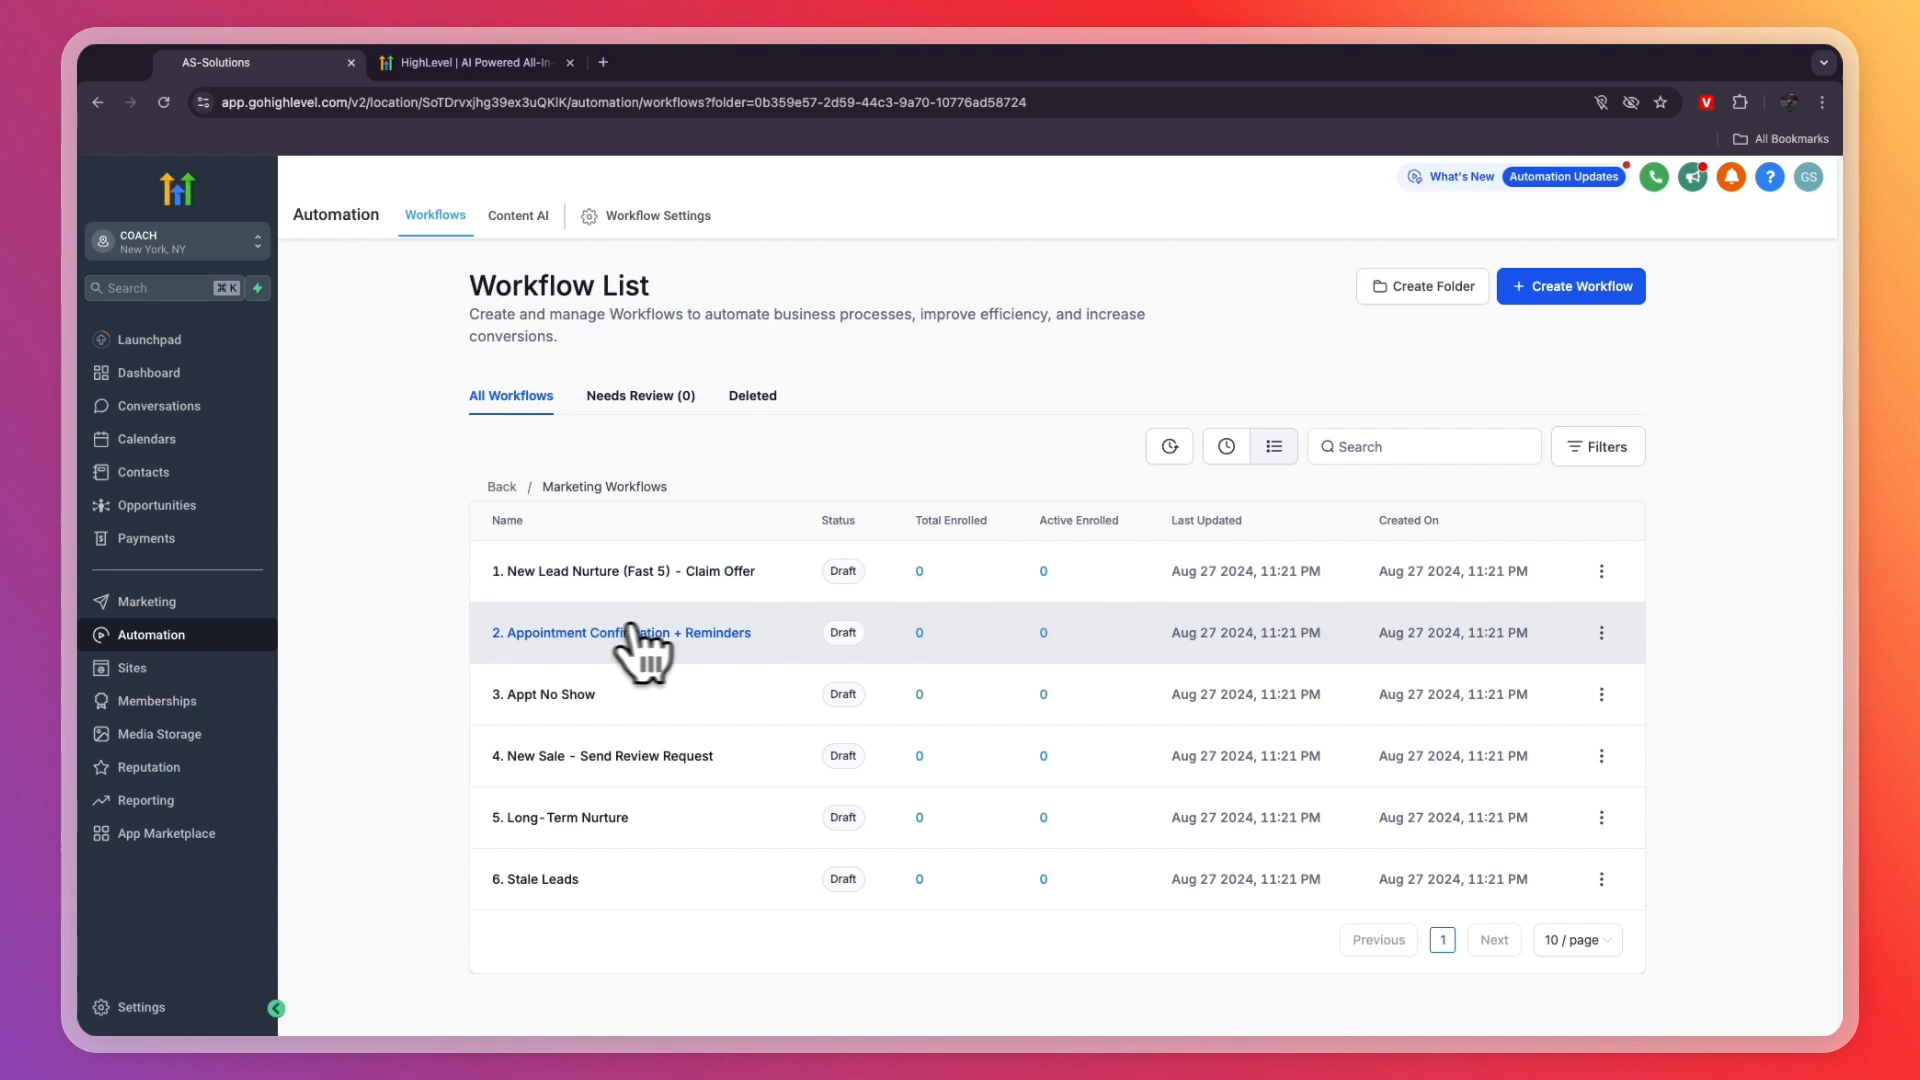 AS-Solutions
HighLevel | AI Powered All-In-
app.gohighlevel.com/v2/location/SoTDrvxjhg39ex3uQKlK/automation/workflows?folder=0b359e57-2d59-44c3-9a70-10776ad58724
V
All Bookmarks
What's New
Automation Updates
?
GS
Automation
Workflows
Content AI
Workflow Settings
COACH
New York, NY
Search
⌘ K
Launchpad
Dashboard
Conversations
Calendars
Contacts
Opportunities
Payments
Marketing
Automation
Sites
Memberships
Media Storage
Reputation
Reporting
App Marketplace
Settings
Workflow List
Create and manage Workflows to automate business processes, improve efficiency, and increase
conversions.
Create Folder
+ Create Workflow
All Workflows
Needs Review (0)
Deleted
Search
Filters
Back / Marketing Workflows
Name Status Total Enrolled Active Enrolled Last Updated Created On
1. New Lead Nurture (Fast 5) - Claim Offer Draft 0 0 Aug 27 2024, 11:21 PM Aug 27 2024, 11:21 PM
2. Appointment + Reminders Draft 0 0 Aug 27 2024, 11:21 PM Aug 27 2024, 11:21 PM
3. Appt No Show Draft 0 0 Aug 27 2024, 11:21 PM Aug 27 2024, 11:21 PM
4. New Sale - Send Review Request Draft 0 0 Aug 27 2024, 11:21 PM Aug 27 2024, 11:21 PM
5. Long-Term Nurture Draft 0 0 Aug 27 2024, 11:21 PM Aug 27 2024, 11:21 PM
6. Stale Leads Draft 0 0 Aug 27 2024, 11:21 PM Aug 27 2024, 11:21 PM
Previous 1 Next 10 / page